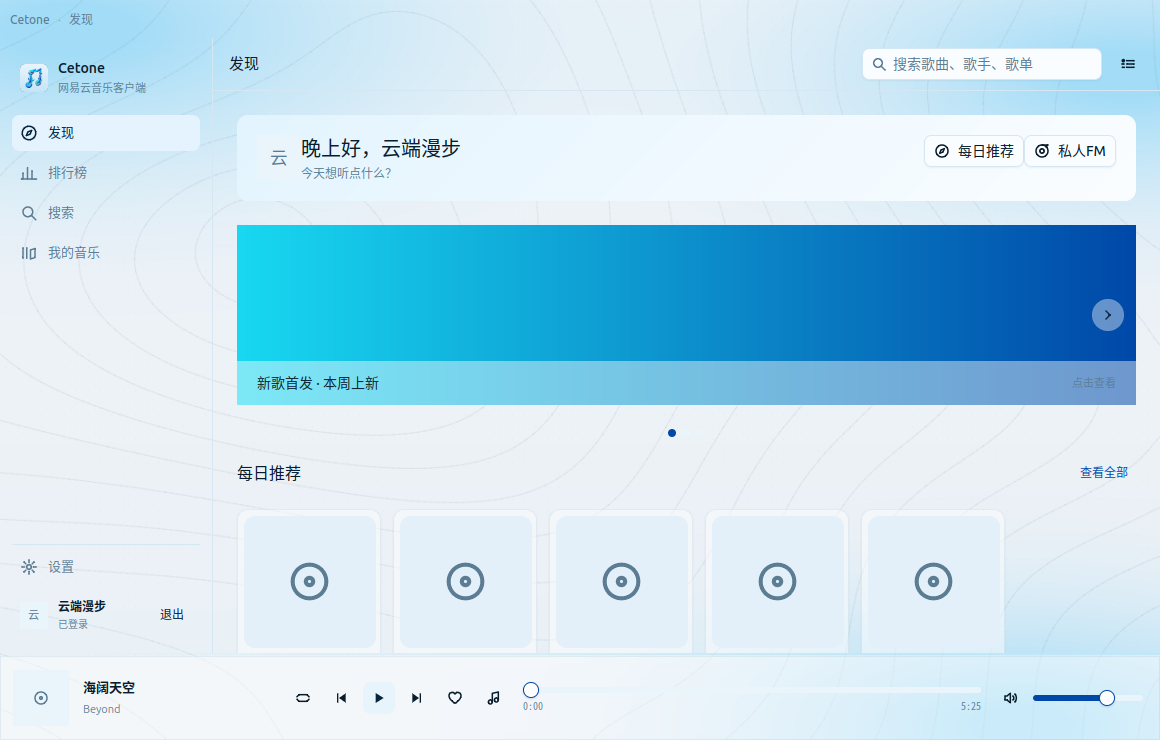 Cetone · 发现
Cetone
网易云音乐客户端
发现
搜索歌曲、歌手、歌单
发现
排行榜
搜索
我的音乐
云
晚上好，云端漫步
今天想听点什么？
每日推荐
私人FM
新歌首发 · 本周上新
点击查看
每日推荐
查看全部
设置
云
云端漫步
已登录
退出
海阔天空
Beyond
0:00
5:25